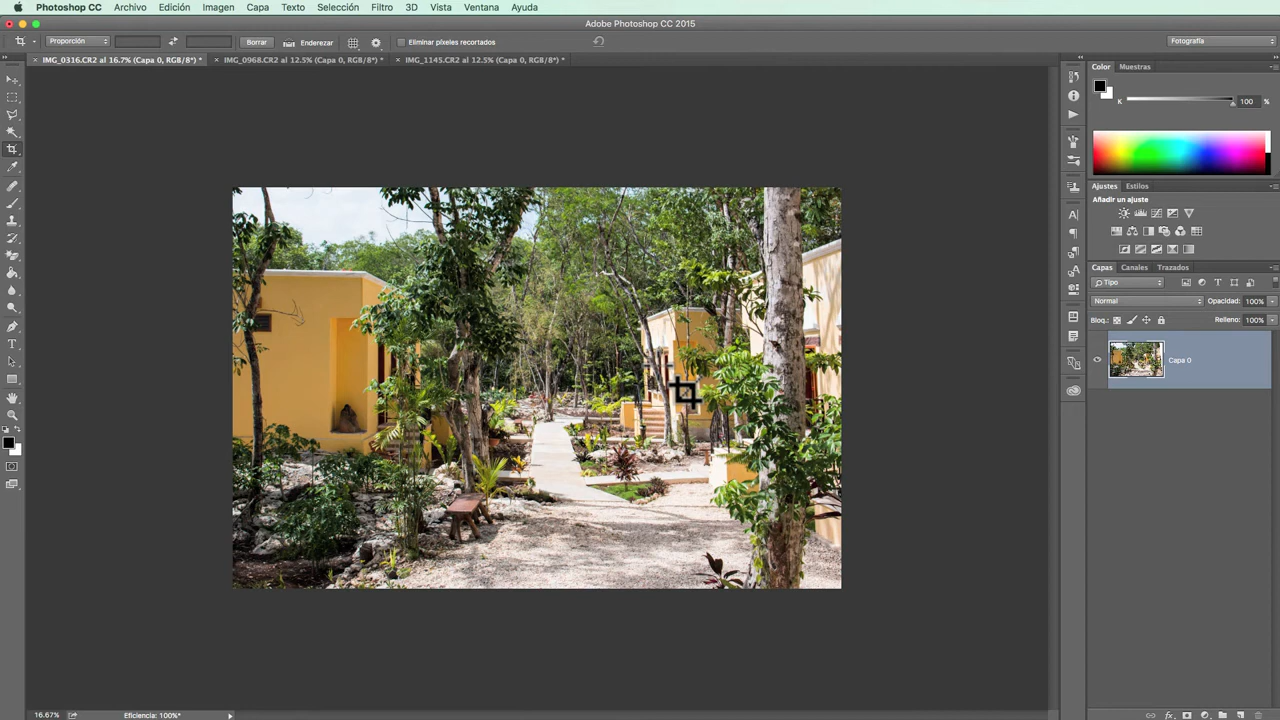 Photoshop CC Archivo Edición Imagen Capa Texto Selección Filtro 3D Vista Ventana Ayuda
Adobe Photoshop CC 2015
Proporción Borrar Enderezar Eliminar píxeles recortados Fotografía
IMG_0316.CR2 al 16.7% (Capa 0, RGB/8*) * IMG_0968.CR2 al 12.5% (Capa 0, RGB/8*) * IMG_1145.CR2 al 12.5% (Capa 0, RGB/8*) *
Color Muestras
K 100 %
Ajustes Estilos
Añadir un ajuste
Capas Canales Trazados
Tipo
Normal Opacidad: 100%
Bloq.: Relleno: 100%
Capa 0
16.67% Eficiencia: 100%*